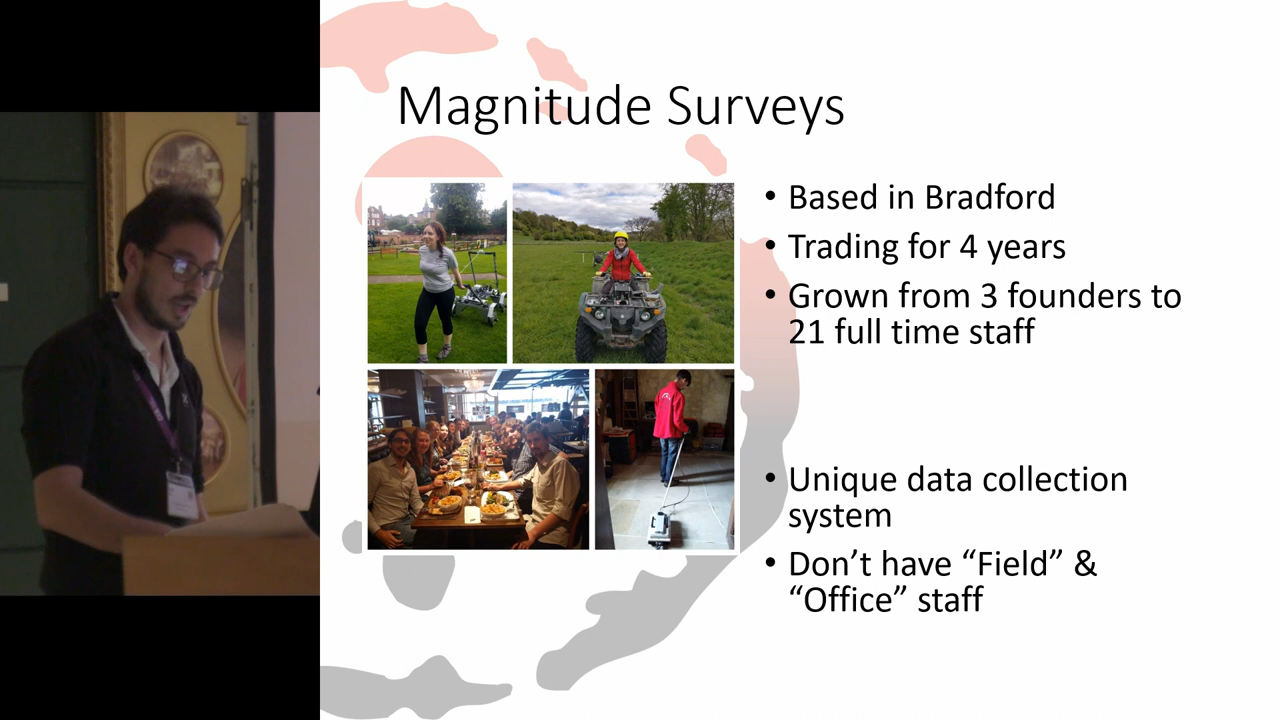 Magnitude Surveys
• Based in Bradford
• Trading for 4 years
• Grown from 3 founders to
21 full time staff
• Unique data collection
system
• Don’t have “Field” &
“Office” staff